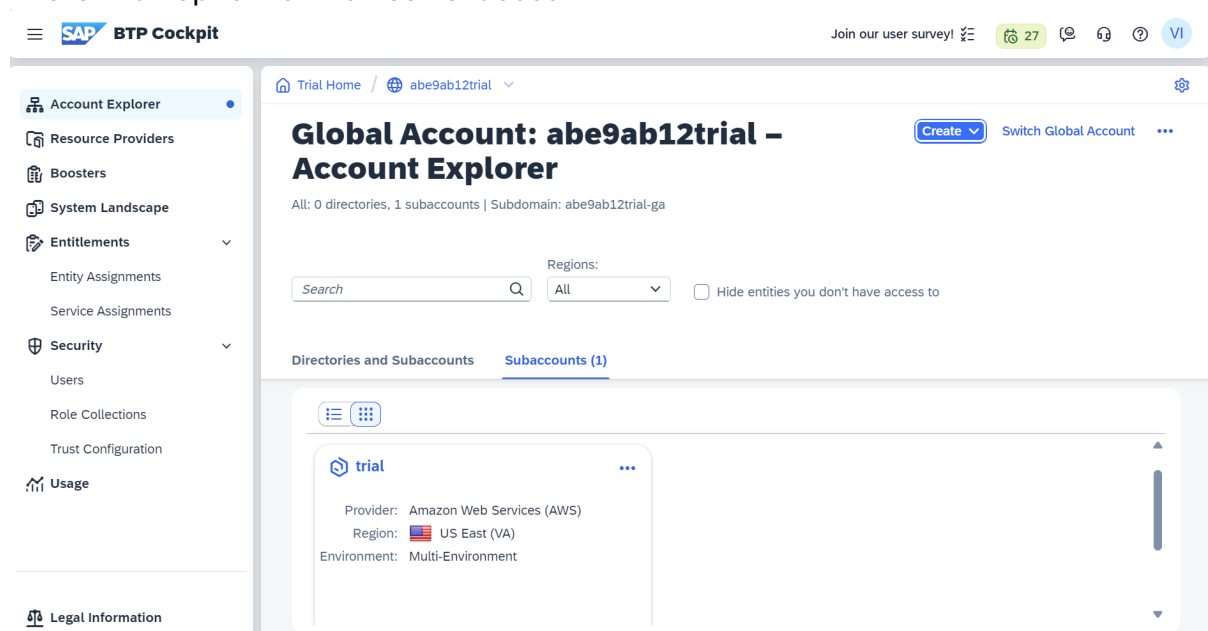 SAP BTP Cockpit
Join our user survey!
27
VI
Trial Home / abe9ab12trial
Account Explorer
Resource Providers
Boosters
System Landscape
Entitlements
Entity Assignments
Service Assignments
Security
Users
Role Collections
Trust Configuration
Usage
Legal Information
Global Account: abe9ab12trial –
Account Explorer
Create
Switch Global Account
All: 0 directories, 1 subaccounts | Subdomain: abe9ab12trial-ga
Regions:
Search
All
Hide entities you don't have access to
Directories and Subaccounts
Subaccounts (1)
trial
Provider: Amazon Web Services (AWS)
Region: US East (VA)
Environment: Multi-Environment